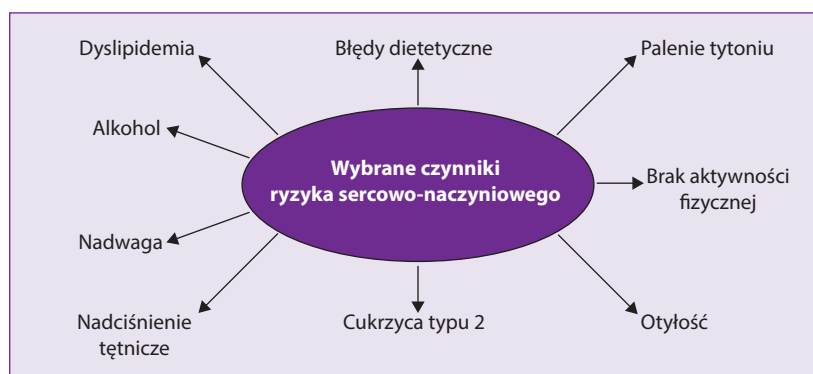 Dyslipidemia
Błędy dietetyczne
Palenie tytoniu
Alkohol
Wybrane czynniki
ryzyka sercowo-naczyniowego
Brak aktywności
fizycznej
Nadwaga
Nadciśnienie
tętnicze
Cukrzyca typu 2
Otyłość